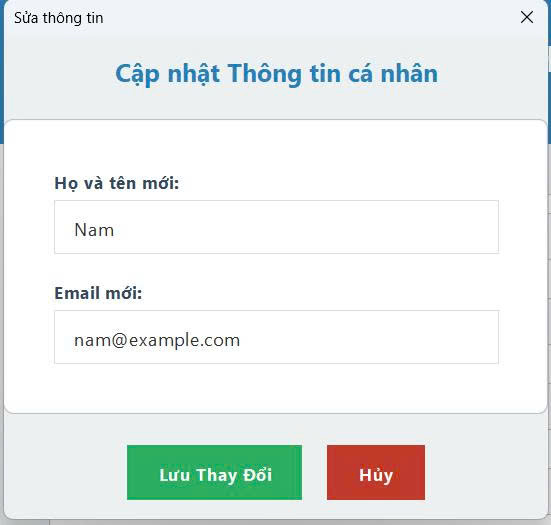 Sửa thông tin
Cập nhật Thông tin cá nhân
Họ và tên mới:
Nam
Email mới:
nam@example.com
Lưu Thay Đổi
Hủy